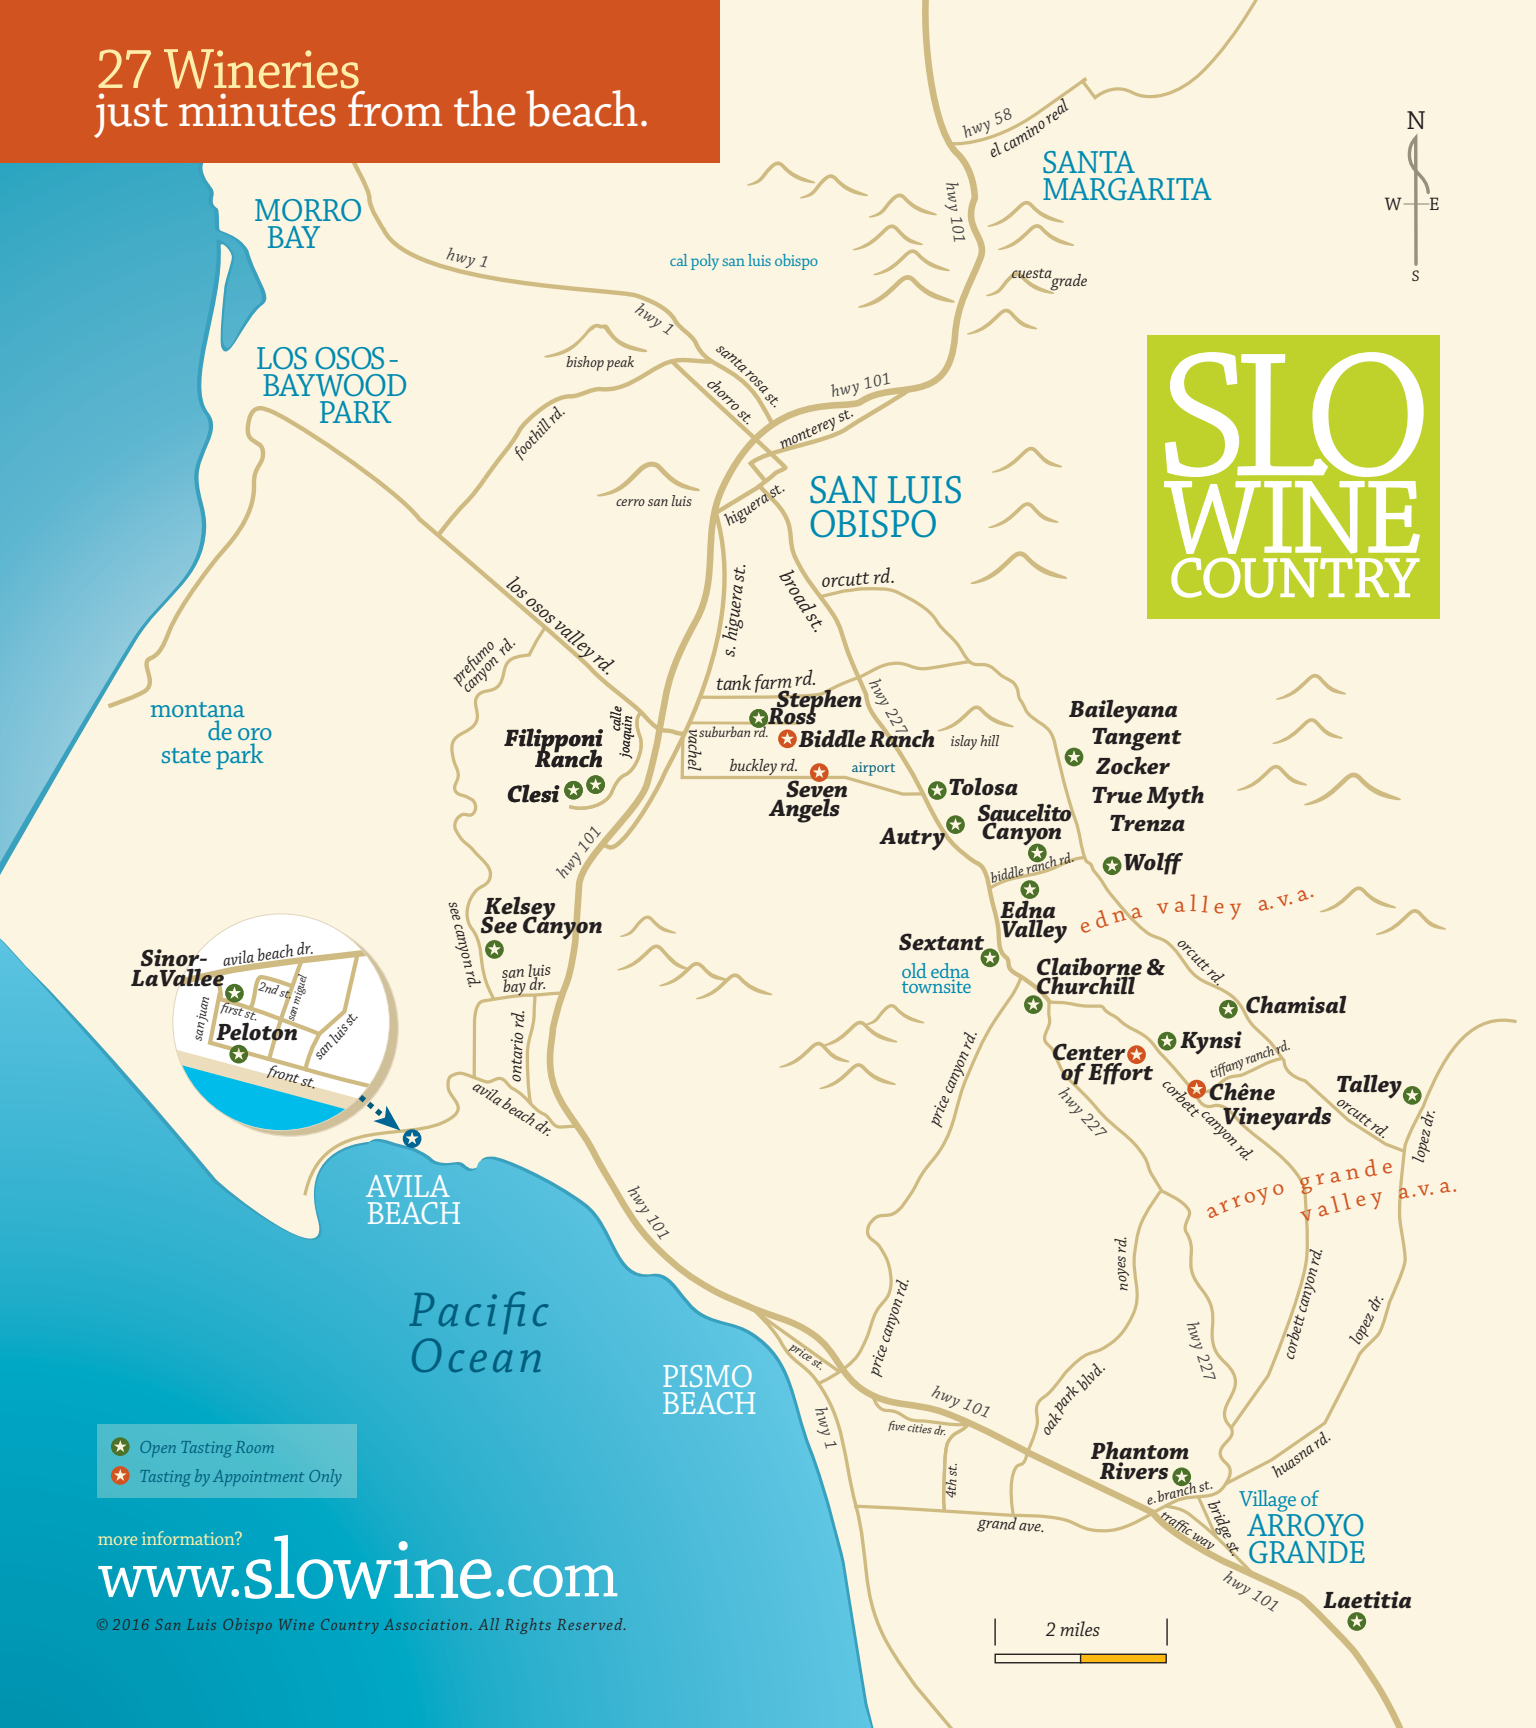 27 Wineries
just minutes from the beach.
hwy 58
el camino real
N
W
E
S
SANTA
MARGARITA
MORRO
BAY
hwy 1
hwy 101
cal poly san luis obispo
cuesta
grade
hwy 1
LOS OSOS -
BAYWOOD
PARK
bishop peak
santa rosa st.
chorro st.
hwy 101
monterey st.
foothill rd.
SLO
WINE
COUNTRY
cerro san luis
higuera st.
SAN LUIS
OBISPO
los osos valley rd.
s. higuera st.
broad st.
orcutt rd.
prefumo
canyon rd.
tank farm rd.
hwy 227
montana
de oro
state park
calle
joaquin
Stephen
Ross
suburban rd.
vachel
Biddle Ranch
islay hill
Filipponi
Ranch
Clesi
buckley rd.
airport
Seven
Angels
Baileyana
Tangent
Zocker
True Myth
Trenza
Tolosa
Saucelito
Canyon
Autry
hwy 101
biddle ranch rd.
Wolff
Edna
Valley
edna valley a.v.a.
see canyon rd.
Kelsey
See Canyon
Sextant
old edna
townsite
orcutt rd.
Sinor-
LaVallee
avila beach dr.
2nd st.
san miguel
san juan
first st.
Peloton
san luis st.
front st.
san luis
bay dr.
ontario rd.
Claiborne &
Churchill
Chamisal
Kynsi
Center
of Effort
tiffany ranch rd.
price canyon rd.
avila beach dr.
hwy 227
corbett
canyon rd.
Chêne
Vineyards
Talley
orcutt rd.
lopez dr.
AVILA
BEACH
hwy 101
arroyo grande
valley a.v.a.
noyes rd.
corbett canyon rd.
lopez dr.
Pacific
Ocean
price canyon rd.
price st.
hwy 227
PISMO
BEACH
hwy 1
hwy 101
oak park blvd.
five cities dr.
4th st.
grand ave.
Open Tasting Room
Tasting by Appointment Only
Phantom
Rivers
huasna rd.
e. branch st.
bridge st.
traffic way
Village of
ARROYO
GRANDE
more information?
www.slowine.com
© 2016 San Luis Obispo Wine Country Association. All Rights Reserved.
hwy 101
Laetitia
2 miles